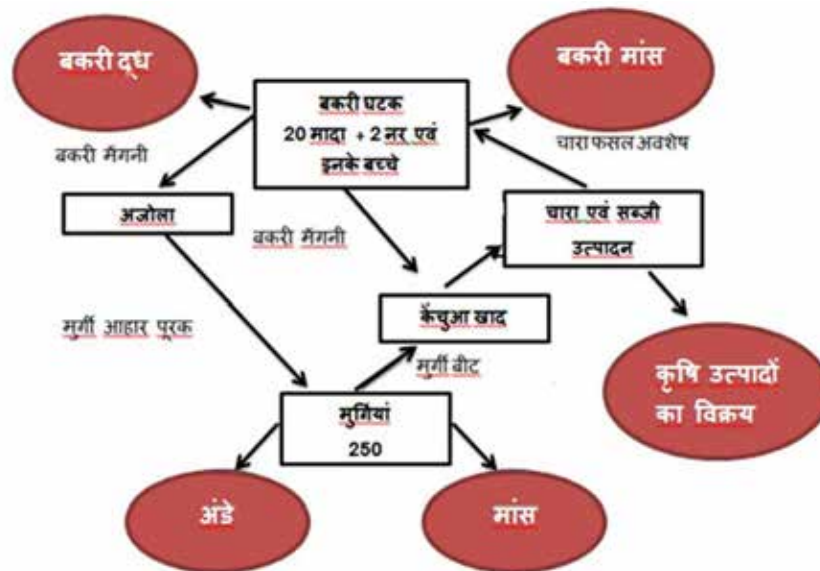 बकरी दूध
बकरी मांस
बकरी घटक
20 मादा + 2 नर एवं
इनके बच्चे
चारा फसल अवशेष
बकरी मेंगनी
अजोला
बकरी मेंगनी
चारा एवं सब्जी
उत्पादन
केंचुआ खाद
मुर्गी आहार पूरक
मुर्गी बीट
कृषि उत्पादों
का विक्रय
मुर्गियां
250
अंडे
मांस